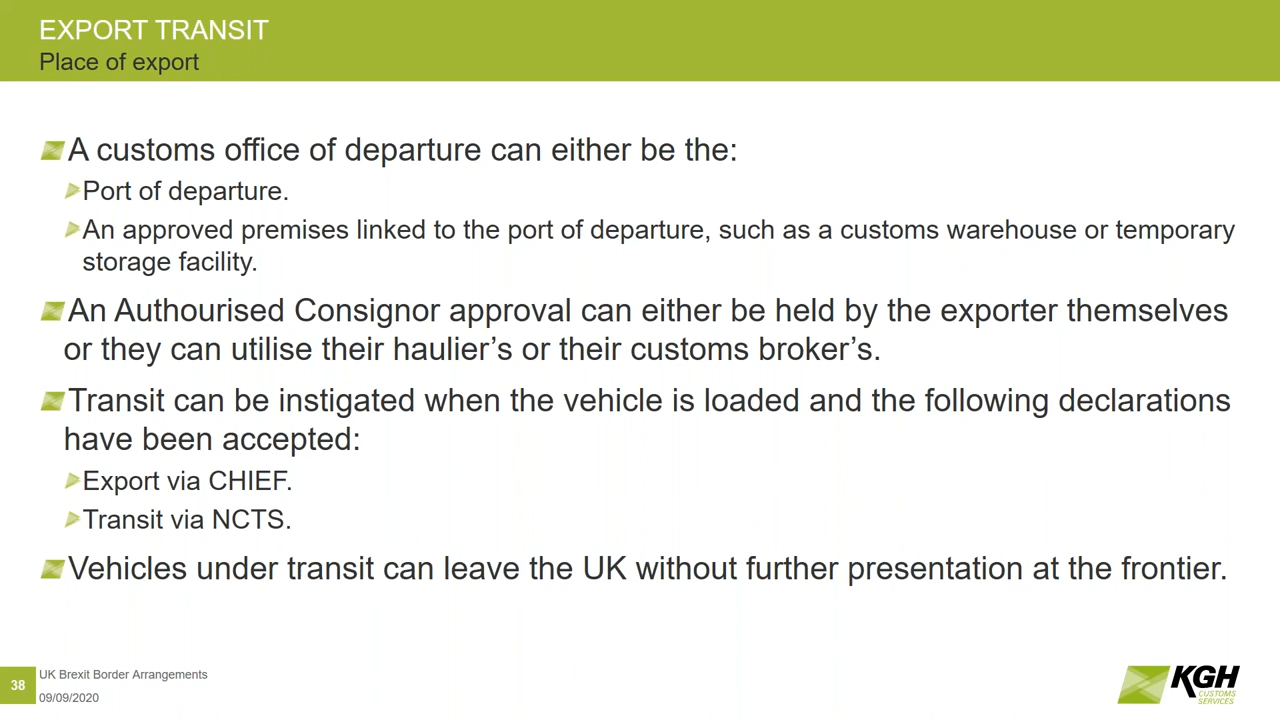 EXPORT TRANSIT
Place of export
A customs office of departure can either be the:
Port of departure.
An approved premises linked to the port of departure, such as a customs warehouse or temporary
storage facility.
An Authourised Consignor approval can either be held by the exporter themselves
or they can utilise their haulier’s or their customs broker’s.
Transit can be instigated when the vehicle is loaded and the following declarations
have been accepted:
Export via CHIEF.
Transit via NCTS.
Vehicles under transit can leave the UK without further presentation at the frontier.
38
UK Brexit Border Arrangements
09/09/2020
KGH
CUSTOMS
SERVICES